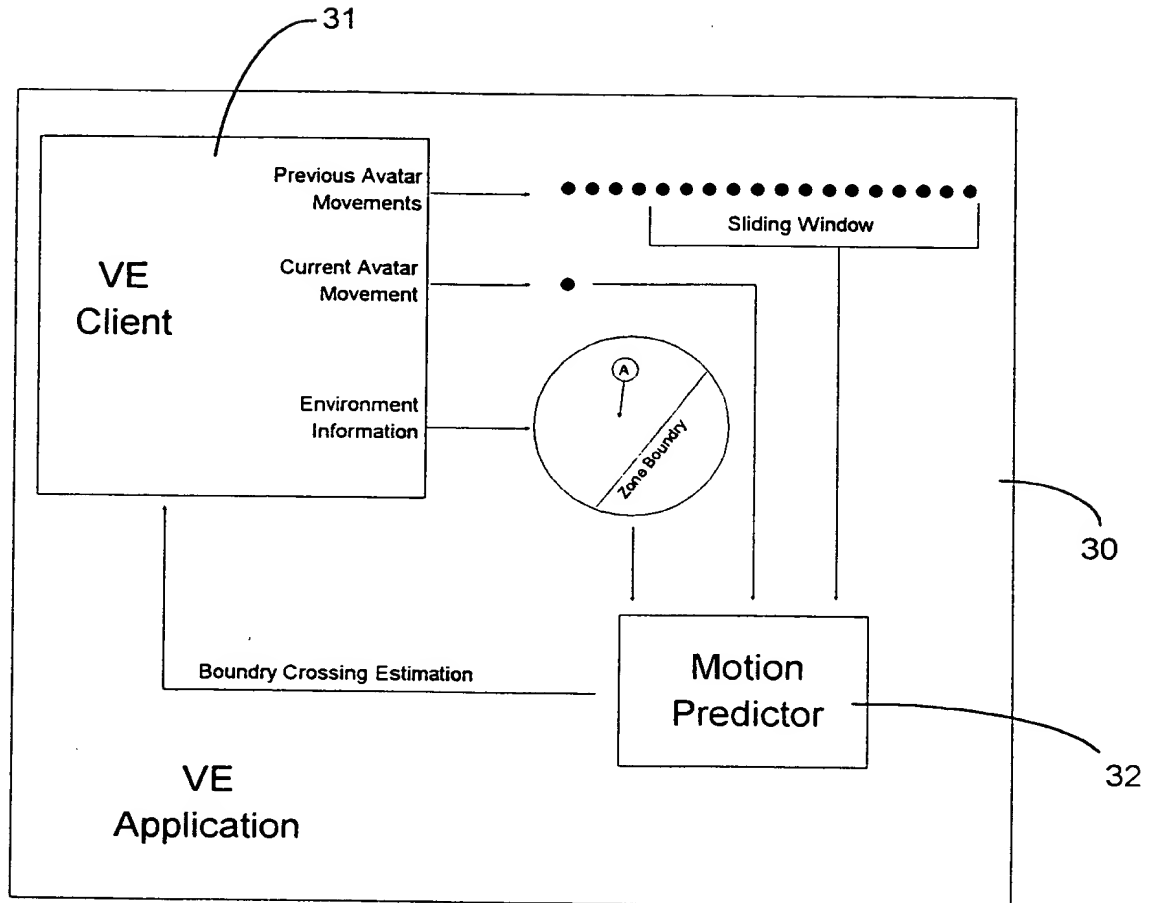 31
Previous Avatar
Movements
Sliding Window
VE
Client
Current Avatar
Movement
A
Environment
Information
Zone Boundry
30
Boundry Crossing Estimation
Motion
Predictor
32
VE
Application